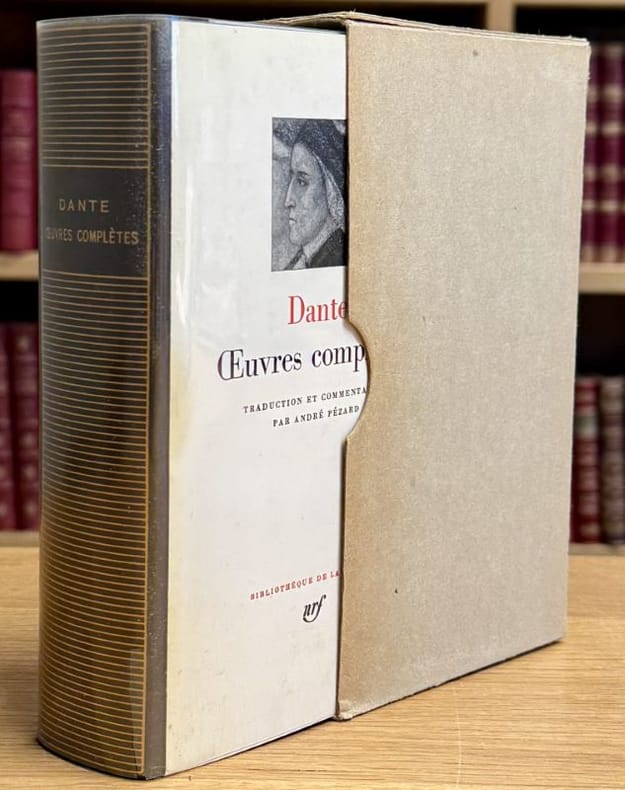 DANTE
ŒUVRES COMPLÈTES
Dante
Œuvres comp
TRADUCTION ET COMMENTA
PAR ANDRÉ PÉZARD
BIBLIOTHÈQUE DE LA
nrf